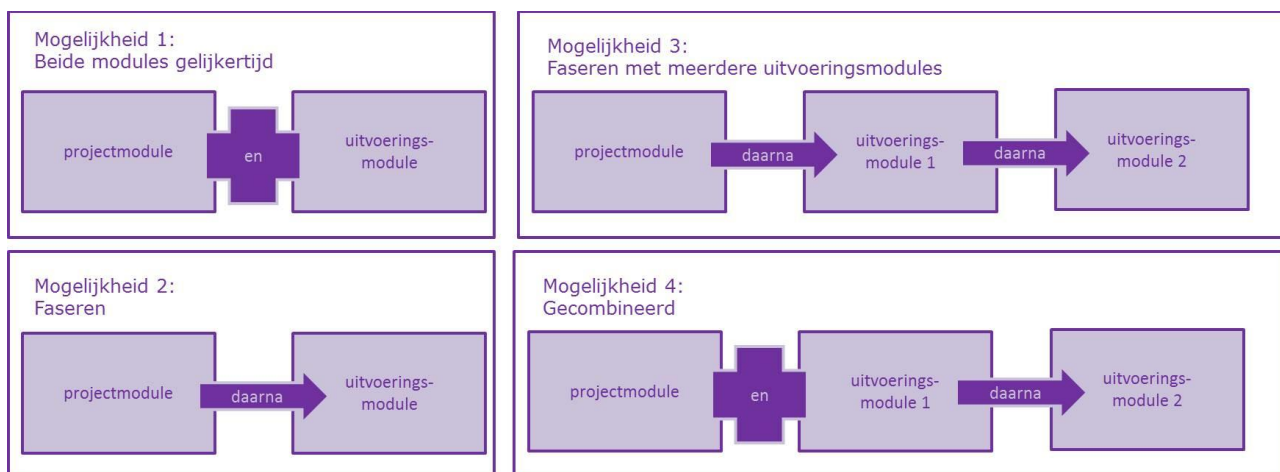 Mogelijkheid 1:
Beide modules gelijkertijd
projectmodule
en
uitvoerings-
module
Mogelijkheid 3:
Faseren met meerdere uitvoeringsmodules
projectmodule
daarna
uitvoerings-
module 1
daarna
uitvoerings-
module 2
Mogelijkheid 2:
Faseren
projectmodule
daarna
uitvoerings-
module
Mogelijkheid 4:
Gecombineerd
projectmodule
en
uitvoerings-
module 1
daarna
uitvoerings-
module 2